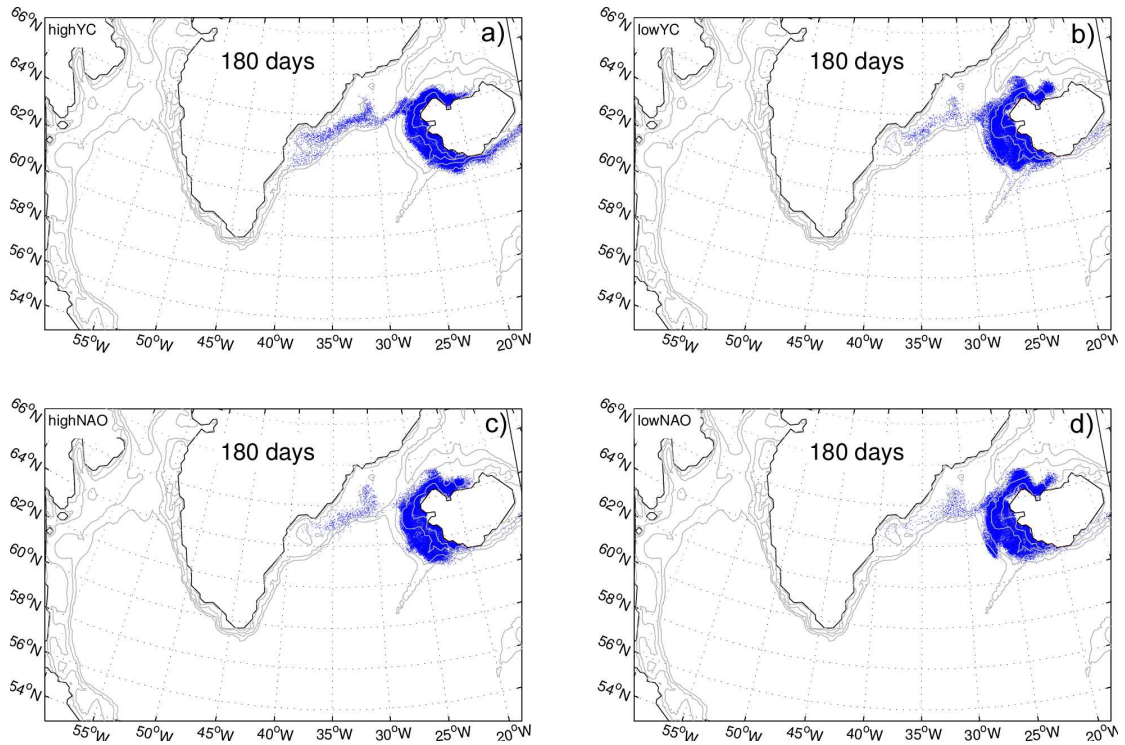 highYC
a)
180 days
66°N
64°N
62°N
60°N
58°N
56°N
54°N
55°W
50°W
45°W
40°W
35°W
30°W
25°W
20°W
lowYC
b)
180 days
66°N
64°N
62°N
60°N
58°N
56°N
54°N
55°W
50°W
45°W
40°W
35°W
30°W
25°W
20°W
highNAO
c)
180 days
66°N
64°N
62°N
60°N
58°N
56°N
54°N
55°W
50°W
45°W
40°W
35°W
30°W
25°W
20°W
lowNAO
d)
180 days
66°N
64°N
62°N
60°N
58°N
56°N
54°N
55°W
50°W
45°W
40°W
35°W
30°W
25°W
20°W